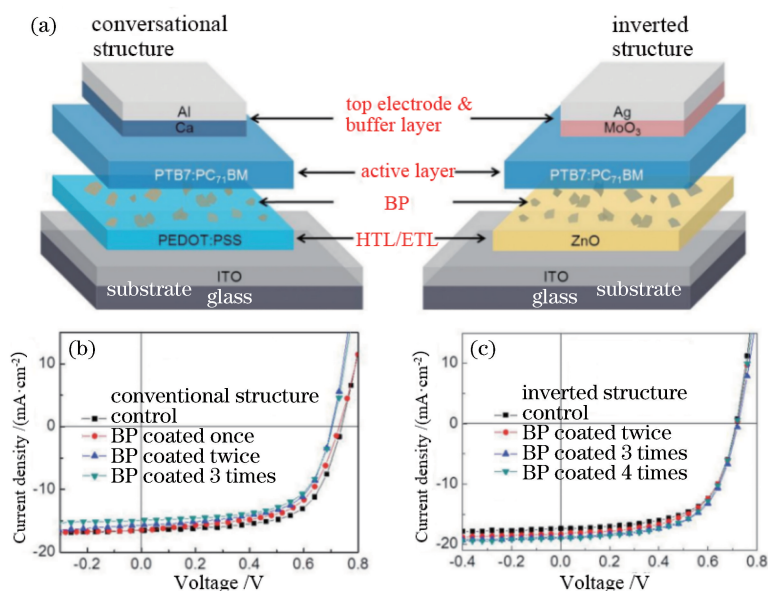 (a)
conversational
structure
inverted
structure
Al
Ca
top electrode &
buffer layer
Ag
MoO₃
PTB7:PC₇₁BM
active layer
PTB7:PC₇₁BM
BP
PEDOT:PSS
HTL/ETL
ZnO
ITO
substrate
glass
ITO
glass
substrate
(b)
conventional structure
control
BP coated once
BP coated twice
BP coated 3 times
10
0
-10
-20
-0.2
0.0
0.2
0.4
0.6
0.8
Current density /(mA·cm⁻²)
Voltage /V
(c)
inverted structure
control
BP coated twice
BP coated 3 times
BP coated 4 times
10
0
-10
-20
-0.4
-0.2
0.0
0.2
0.4
0.6
0.8
Current density /(mA·cm⁻²)
Voltage /V